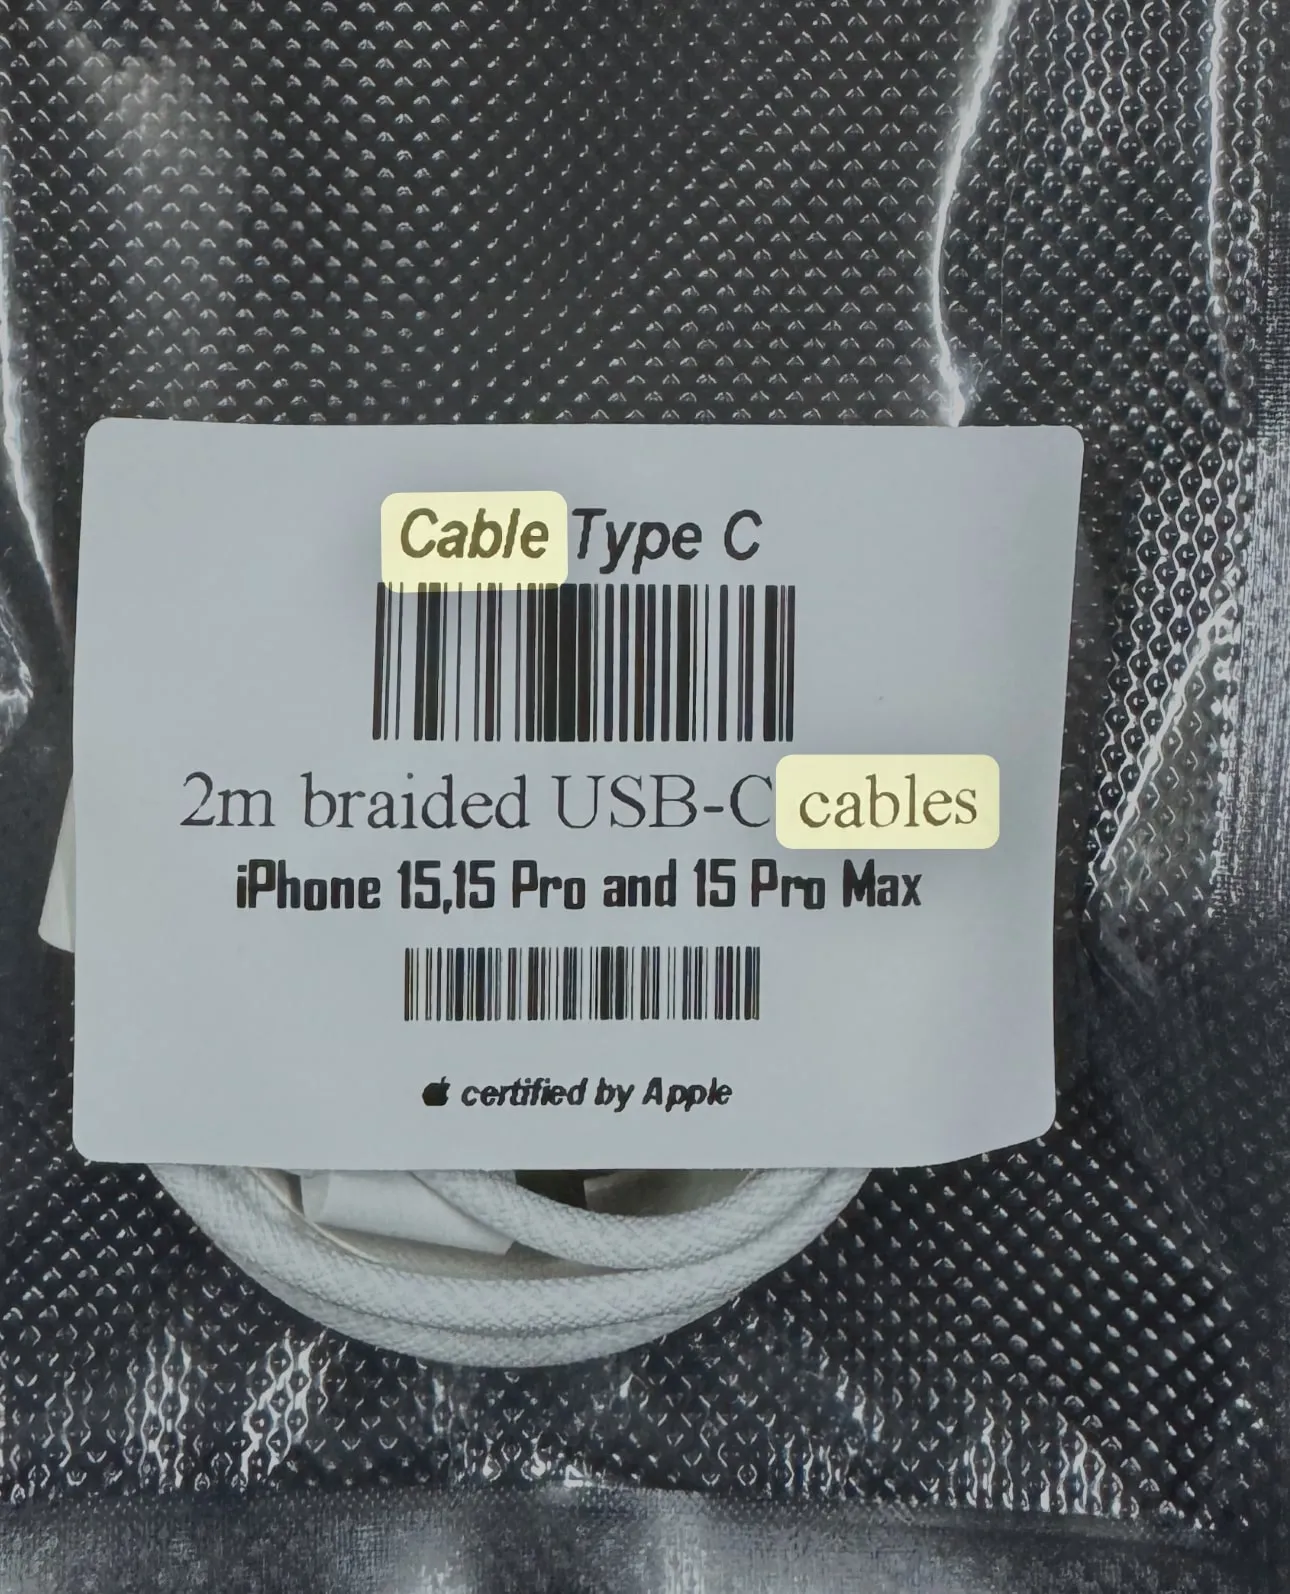 Cable Type C
2m braided USB-C cables
iPhone 15,15 Pro and 15 Pro Max
certified by Apple